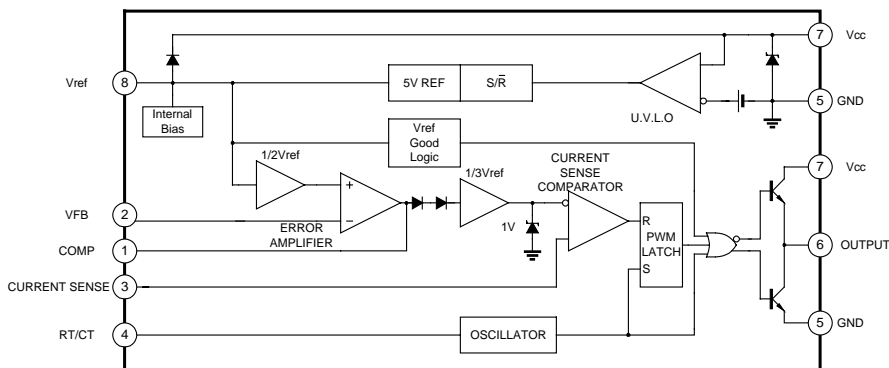 7 Vcc
Vref 8
5V REF S/R̅
Internal
Bias
U.V.L.O
5 GND
Vref
Good
Logic
1/2Vref
1/3Vref
CURRENT
SENSE
COMPARATOR
7 Vcc
+
−
VFB 2
ERROR
AMPLIFIER
1V
R
PWM
LATCH
S
6 OUTPUT
COMP 1
CURRENT SENSE 3
RT/CT 4
OSCILLATOR
5 GND